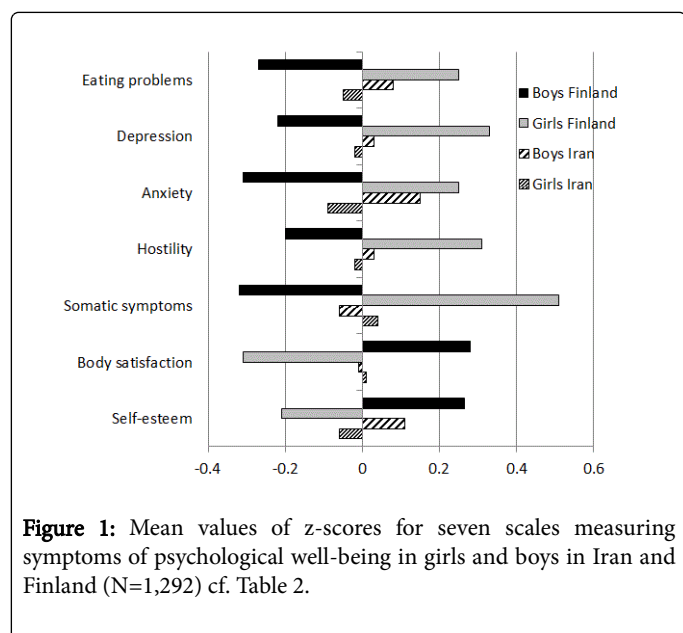 Eating problems
Depression
Anxiety
Hostility
Somatic symptoms
Body satisfaction
Self-esteem
Boys Finland
Girls Finland
Boys Iran
Girls Iran
-0.4 -0.2 0 0.2 0.4 0.6
Figure 1: Mean values of z-scores for seven scales measuring
symptoms of psychological well-being in girls and boys in Iran and
Finland (N=1,292) cf. Table 2.